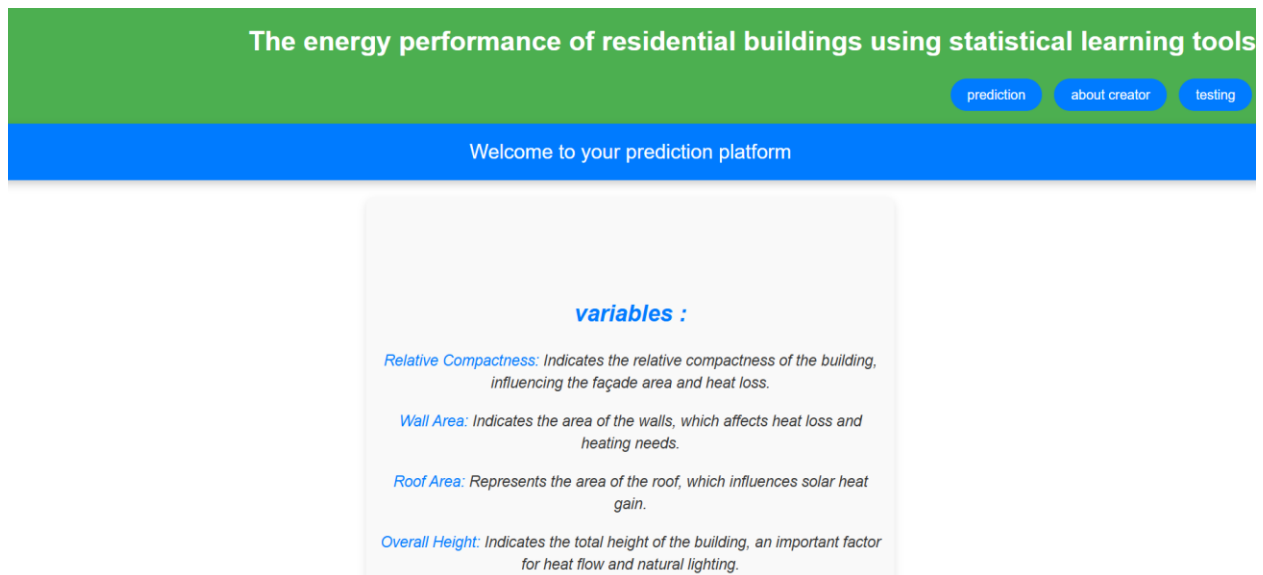 The energy performance of residential buildings using statistical learning tools
prediction about creator testing
Welcome to your prediction platform
variables :
Relative Compactness: Indicates the relative compactness of the building,
influencing the façade area and heat loss.
Wall Area: Indicates the area of the walls, which affects heat loss and
heating needs.
Roof Area: Represents the area of the roof, which influences solar heat
gain.
Overall Height: Indicates the total height of the building, an important factor
for heat flow and natural lighting.